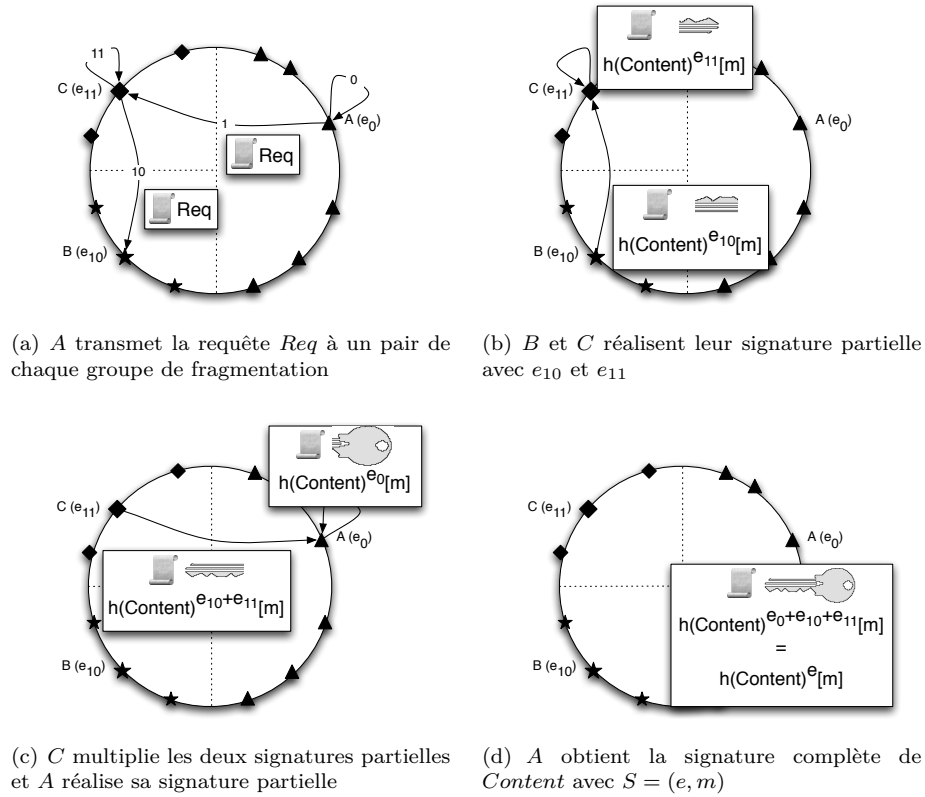 11
C (e11)
0
A (e0)
1
Req
10
Req
B (e10)
(a) A transmet la requête Req à un pair de
chaque groupe de fragmentation
h(Content)e11[m]
C (e11)
A (e0)
h(Content)e10[m]
B (e10)
(b) B et C réalisent leur signature partielle
avec e10 et e11
h(Content)e0[m]
C (e11)
A (e0)
h(Content)e10+e11[m]
B (e10)
(c) C multiplie les deux signatures partielles
et A réalise sa signature partielle
C (e11)
A (e0)
h(Content)e0+e10+e11[m]
=
h(Content)e[m]
B (e10)
(d) A obtient la signature complète de
Content avec S = (e, m)